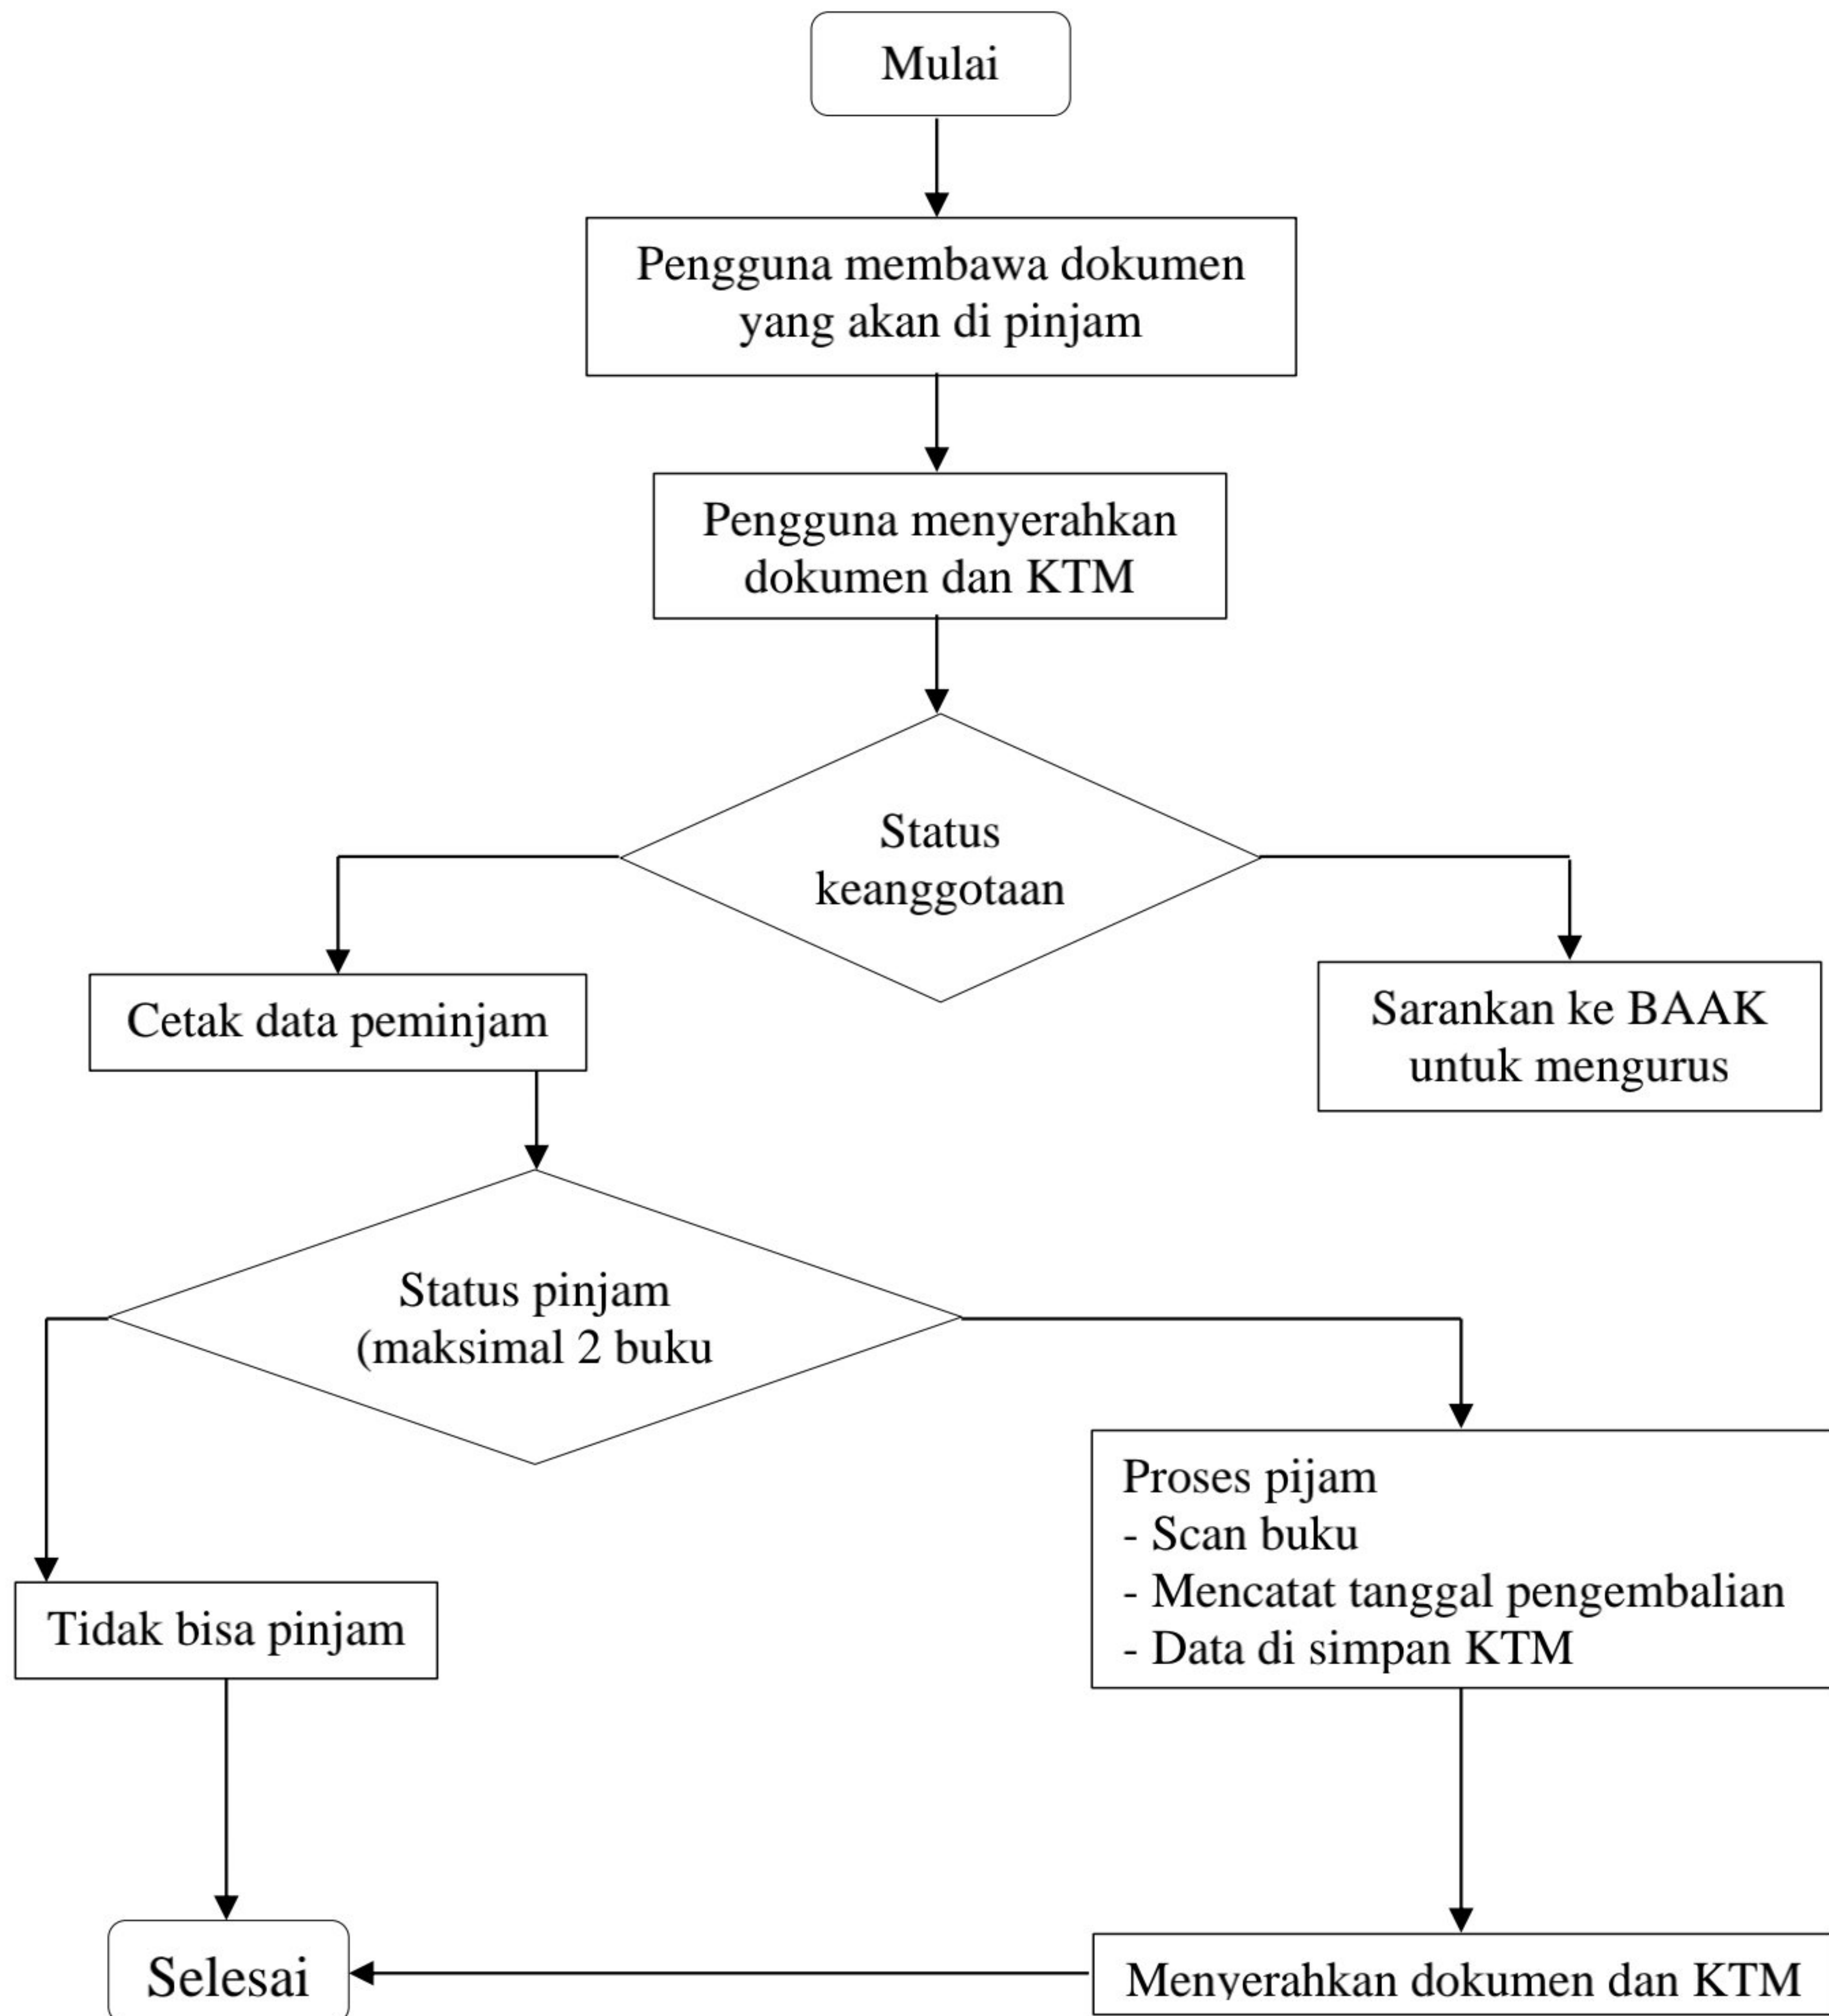 Mulai
Pengguna membawa dokumen
yang akan di pinjam
Pengguna menyerahkan
dokumen dan KTM
Status
keanggotaan
Cetak data peminjam
Sarankan ke BAAK
untuk mengurus
Status pinjam
(maksimal 2 buku
Proses pijam
- Scan buku
- Mencatat tanggal pengembalian
- Data di simpan KTM
Tidak bisa pinjam
Selesai
Menyerahkan dokumen dan KTM